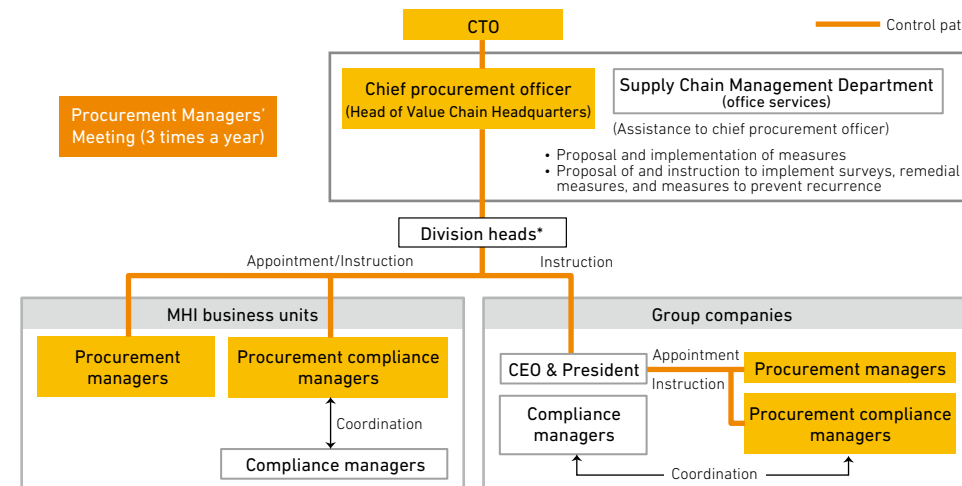 CTO
Control pat
Chief procurement officer
(Head of Value Chain Headquarters)
Supply Chain Management Department
(office services)
(Assistance to chief procurement officer)
• Proposal and implementation of measures
• Proposal of and instruction to implement surveys, remedial
measures, and measures to prevent recurrence
Procurement Managers'
Meeting (3 times a year)
Division heads*
Appointment/Instruction
Instruction
MHI business units
Procurement
managers
Procurement compliance
managers
Coordination
Compliance managers
Group companies
CEO & President
Appointment
Instruction
Procurement managers
Compliance
managers
Procurement compliance
managers
Coordination